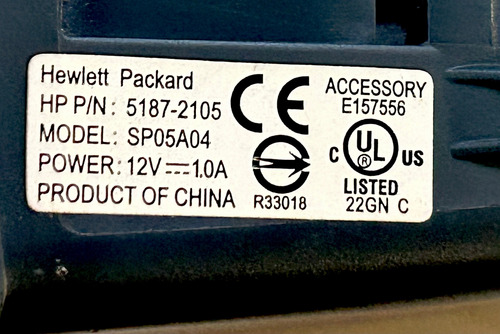 Hewlett Packard
HP P/N: 5187-2105
MODEL: SP05A04
POWER: 12V⎓1.0A
PRODUCT OF CHINA
CE
R33018
ACCESSORY
E157556
C UL® US
LISTED
22GN C